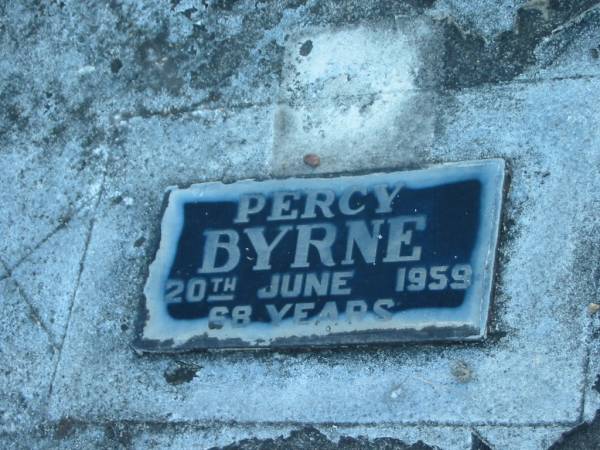 PERCY
BYRNE
20TH JUNE 1959
68 YEARS